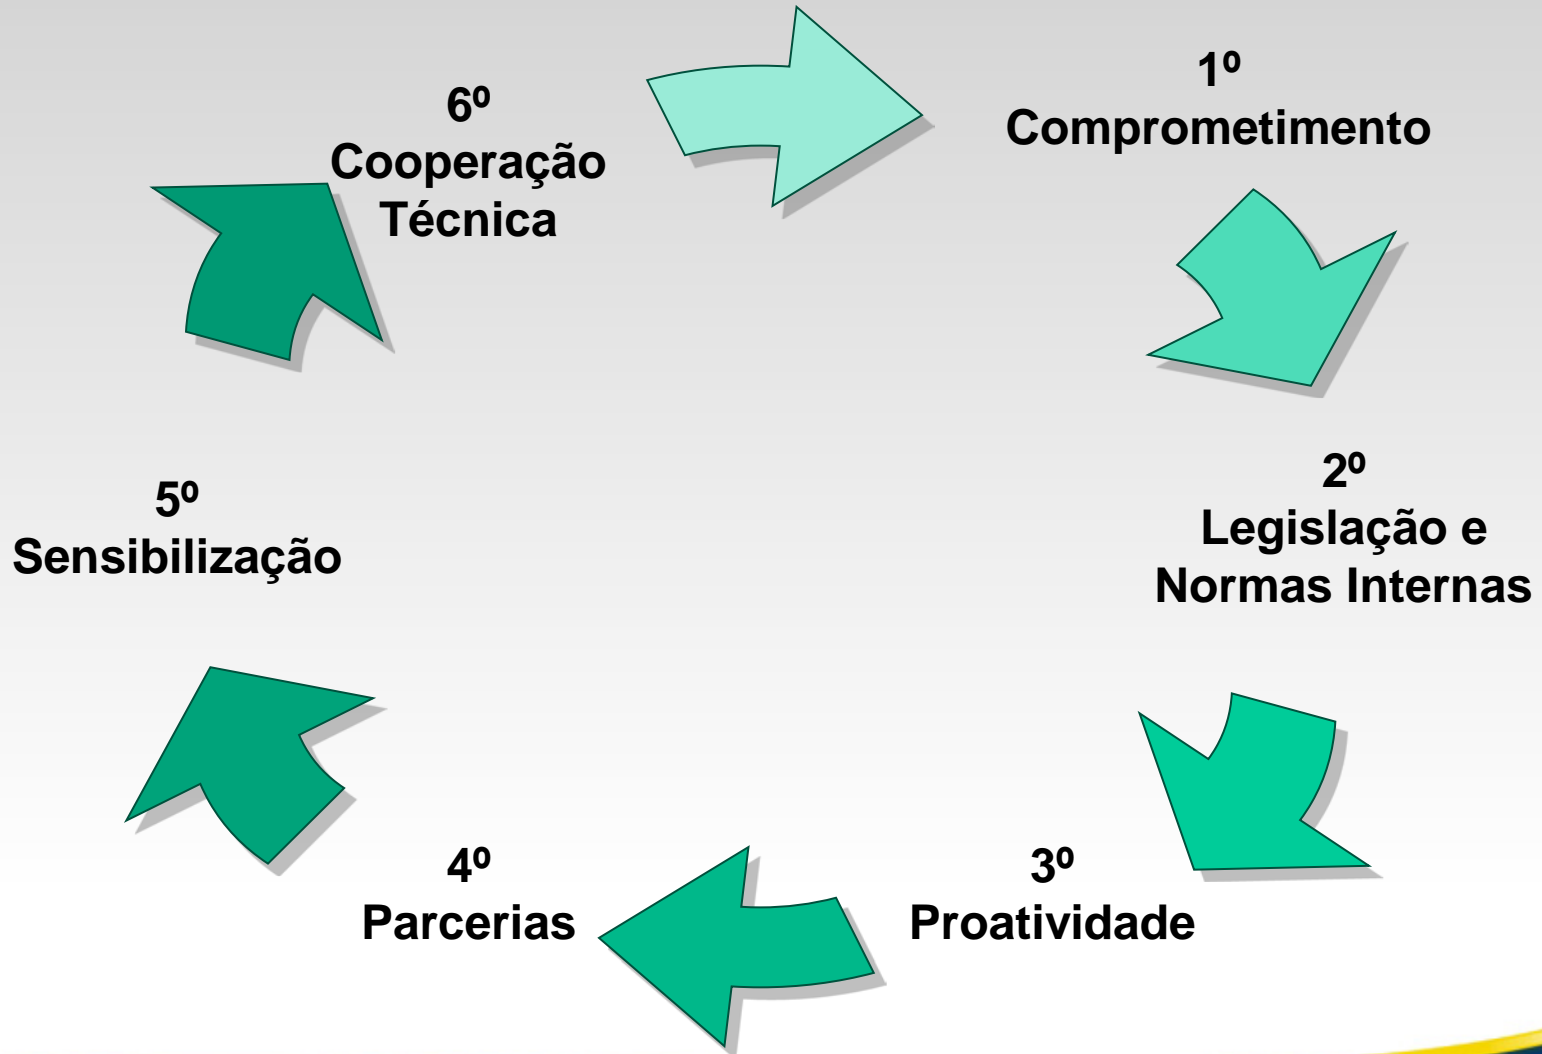 1º
Comprometimento
2º
Legislação e
Normas Internas
3º
Proatividade
4º
Parcerias
5º
Sensibilização
6º
Cooperação
Técnica